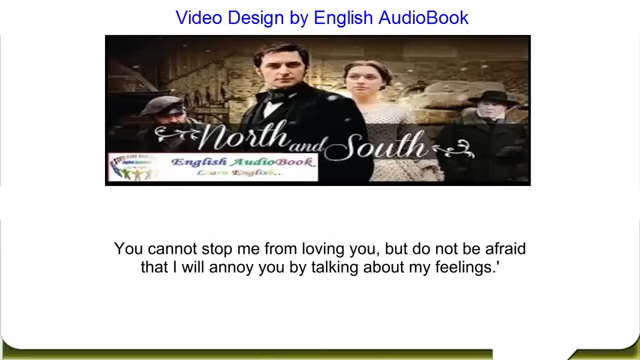 Video Design by English AudioBook
North and South
English AudioBook
Learn English...
You cannot stop me from loving you, but do not be afraid
that I will annoy you by talking about my feelings.'